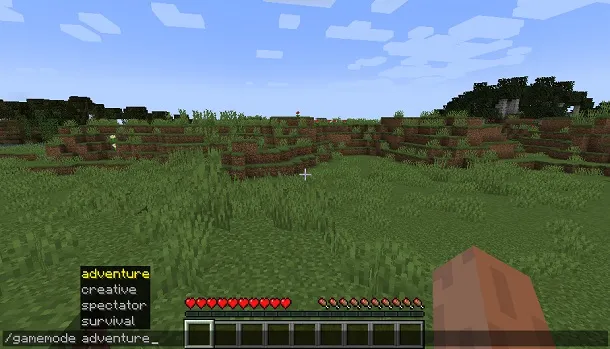 adventure
creative
spectator
survival
/gamemode adventure_